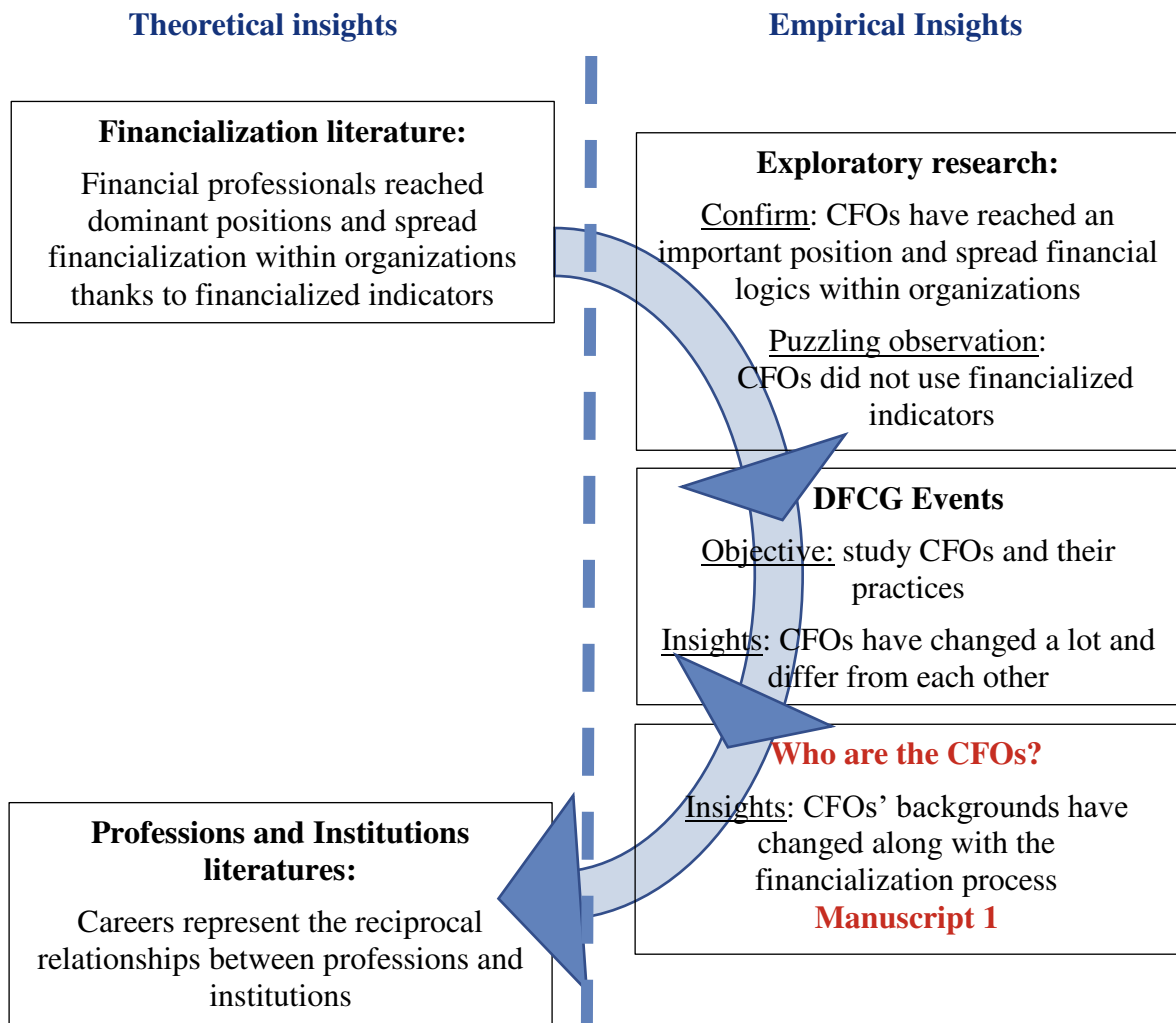 Theoretical insights
Empirical Insights
Financialization literature:
Financial professionals reached
dominant positions and spread
financialization within organizations
thanks to financialized indicators
Exploratory research:
Confirm: CFOs have reached an
important position and spread financial
logics within organizations
Puzzling observation:
CFOs did not use financialized
indicators
DFCG Events
Objective: study CFOs and their
practices
Insights: CFOs have changed a lot and
differ from each other
Who are the CFOs?
Insights: CFOs’ backgrounds have
changed along with the
financialization process
Manuscript 1
Professions and Institutions
literatures:
Careers represent the reciprocal
relationships between professions and
institutions